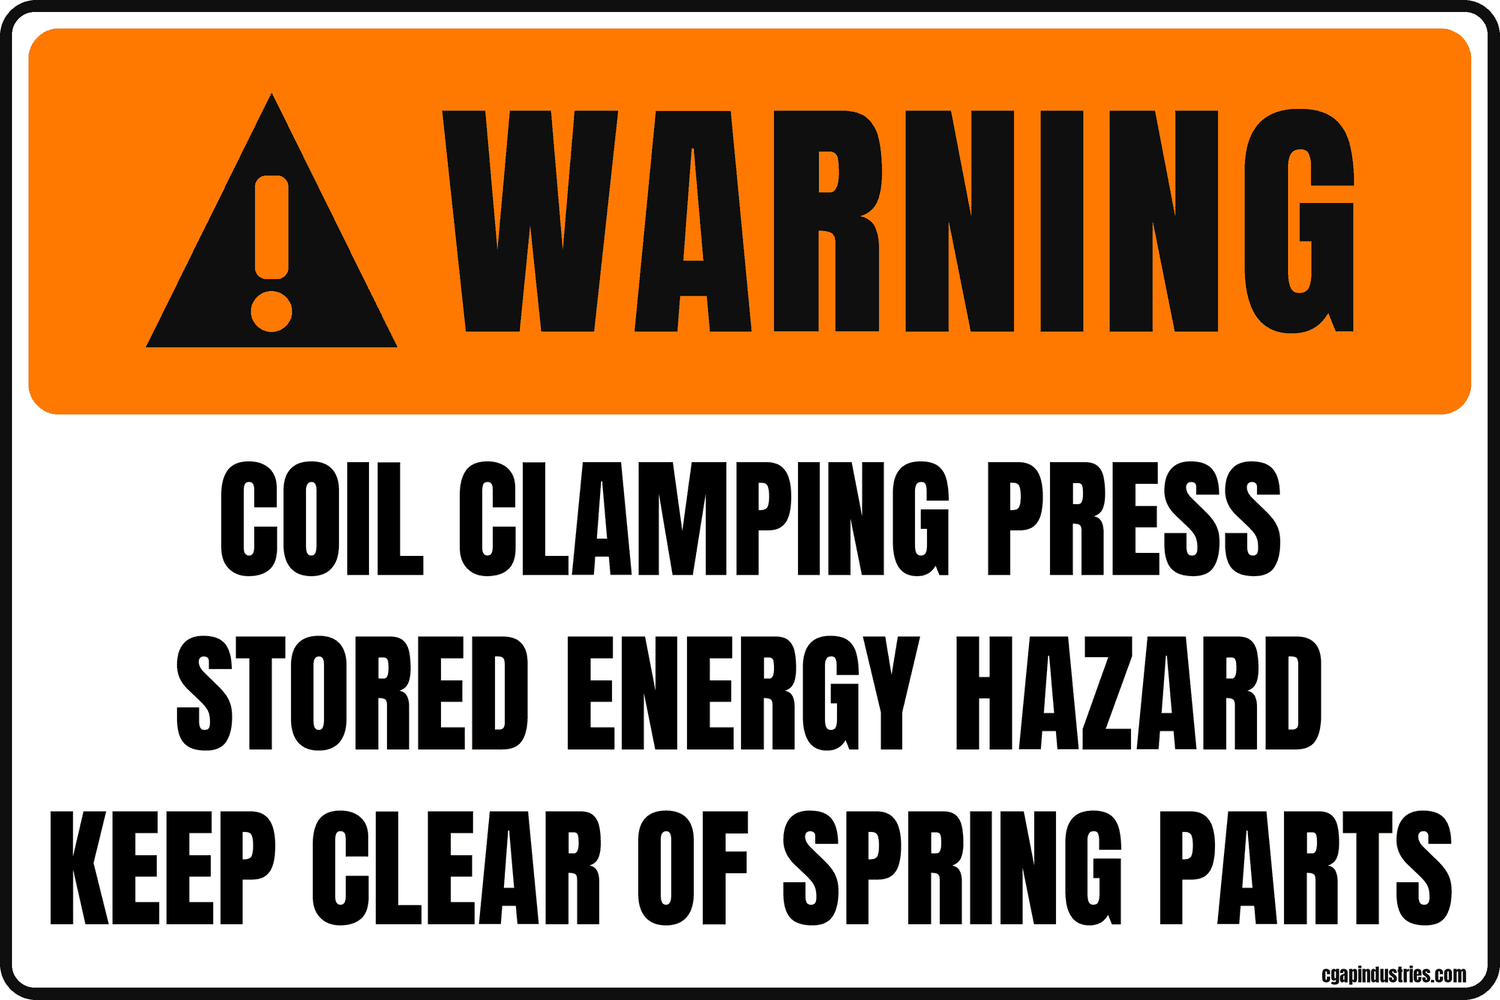 WARNING
COIL CLAMPING PRESS
STORED ENERGY HAZARD
KEEP CLEAR OF SPRING PARTS
cgapindustries.com